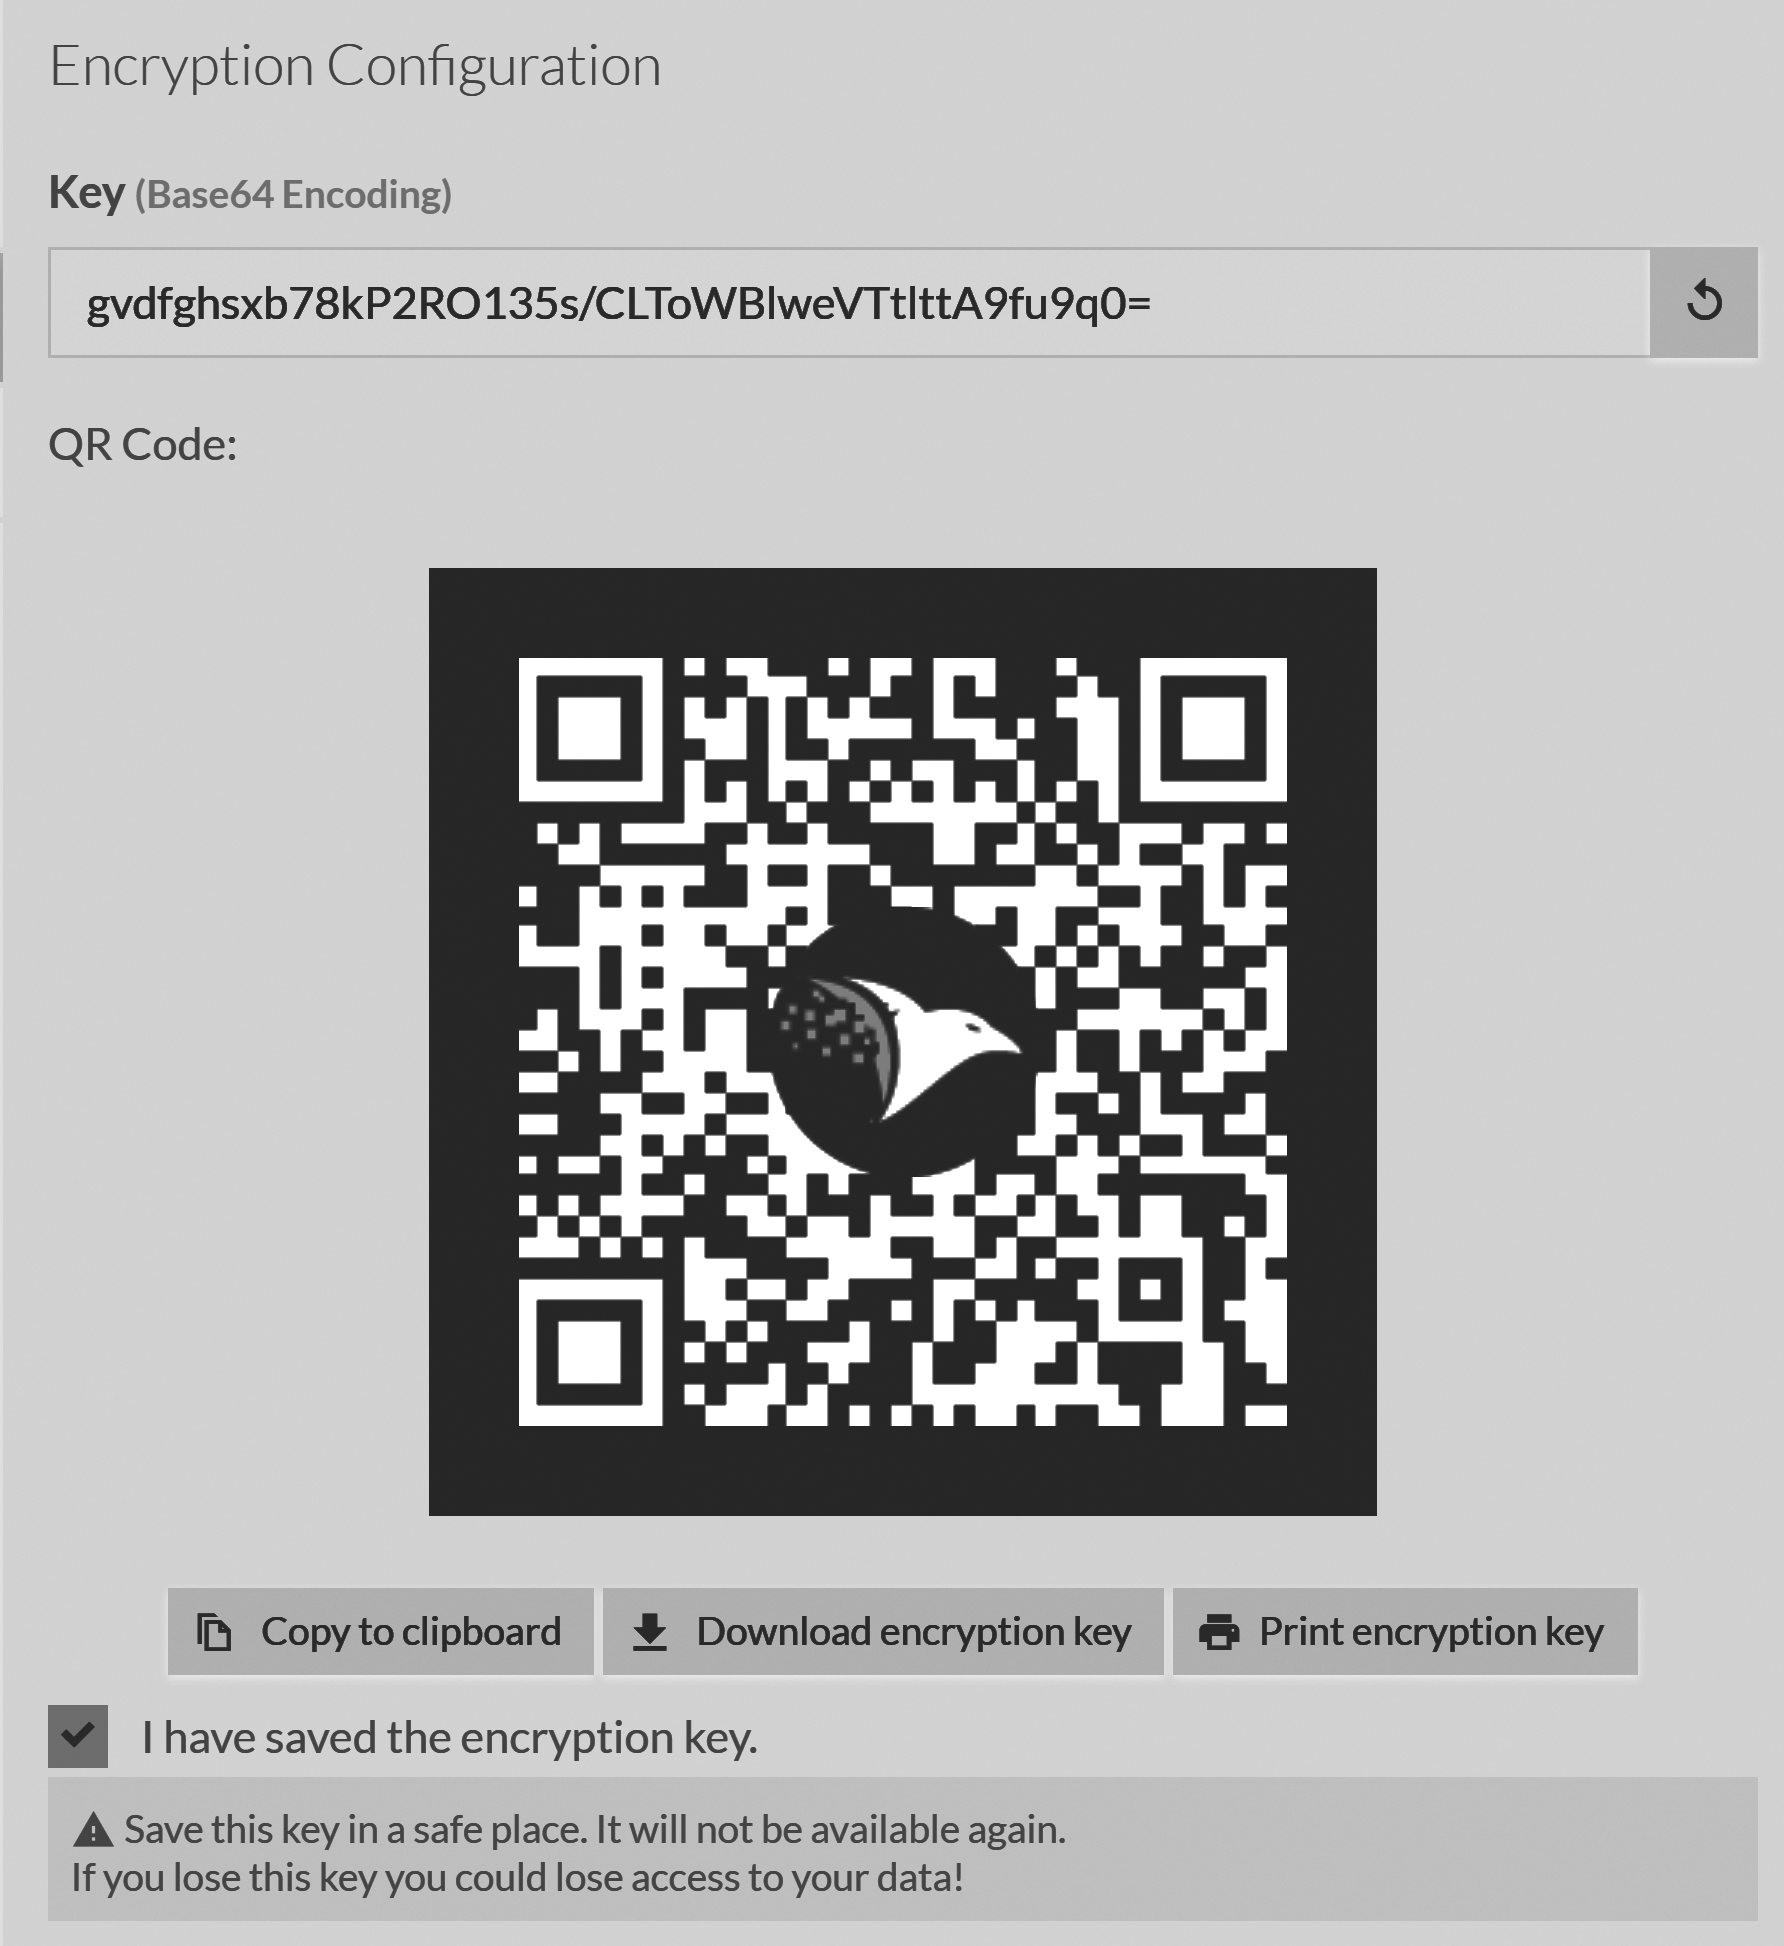 Encryption Configuration
Key (Base64 Encoding)
gvdfghsxb78kP2RO135s/CLToWBlweVTtlttA9fu9q0=
QR Code:
Copy to clipboard
Download encryption key
Print encryption key
I have saved the encryption key.
Save this key in a safe place. It will not be available again.
If you lose this key you could lose access to your data!